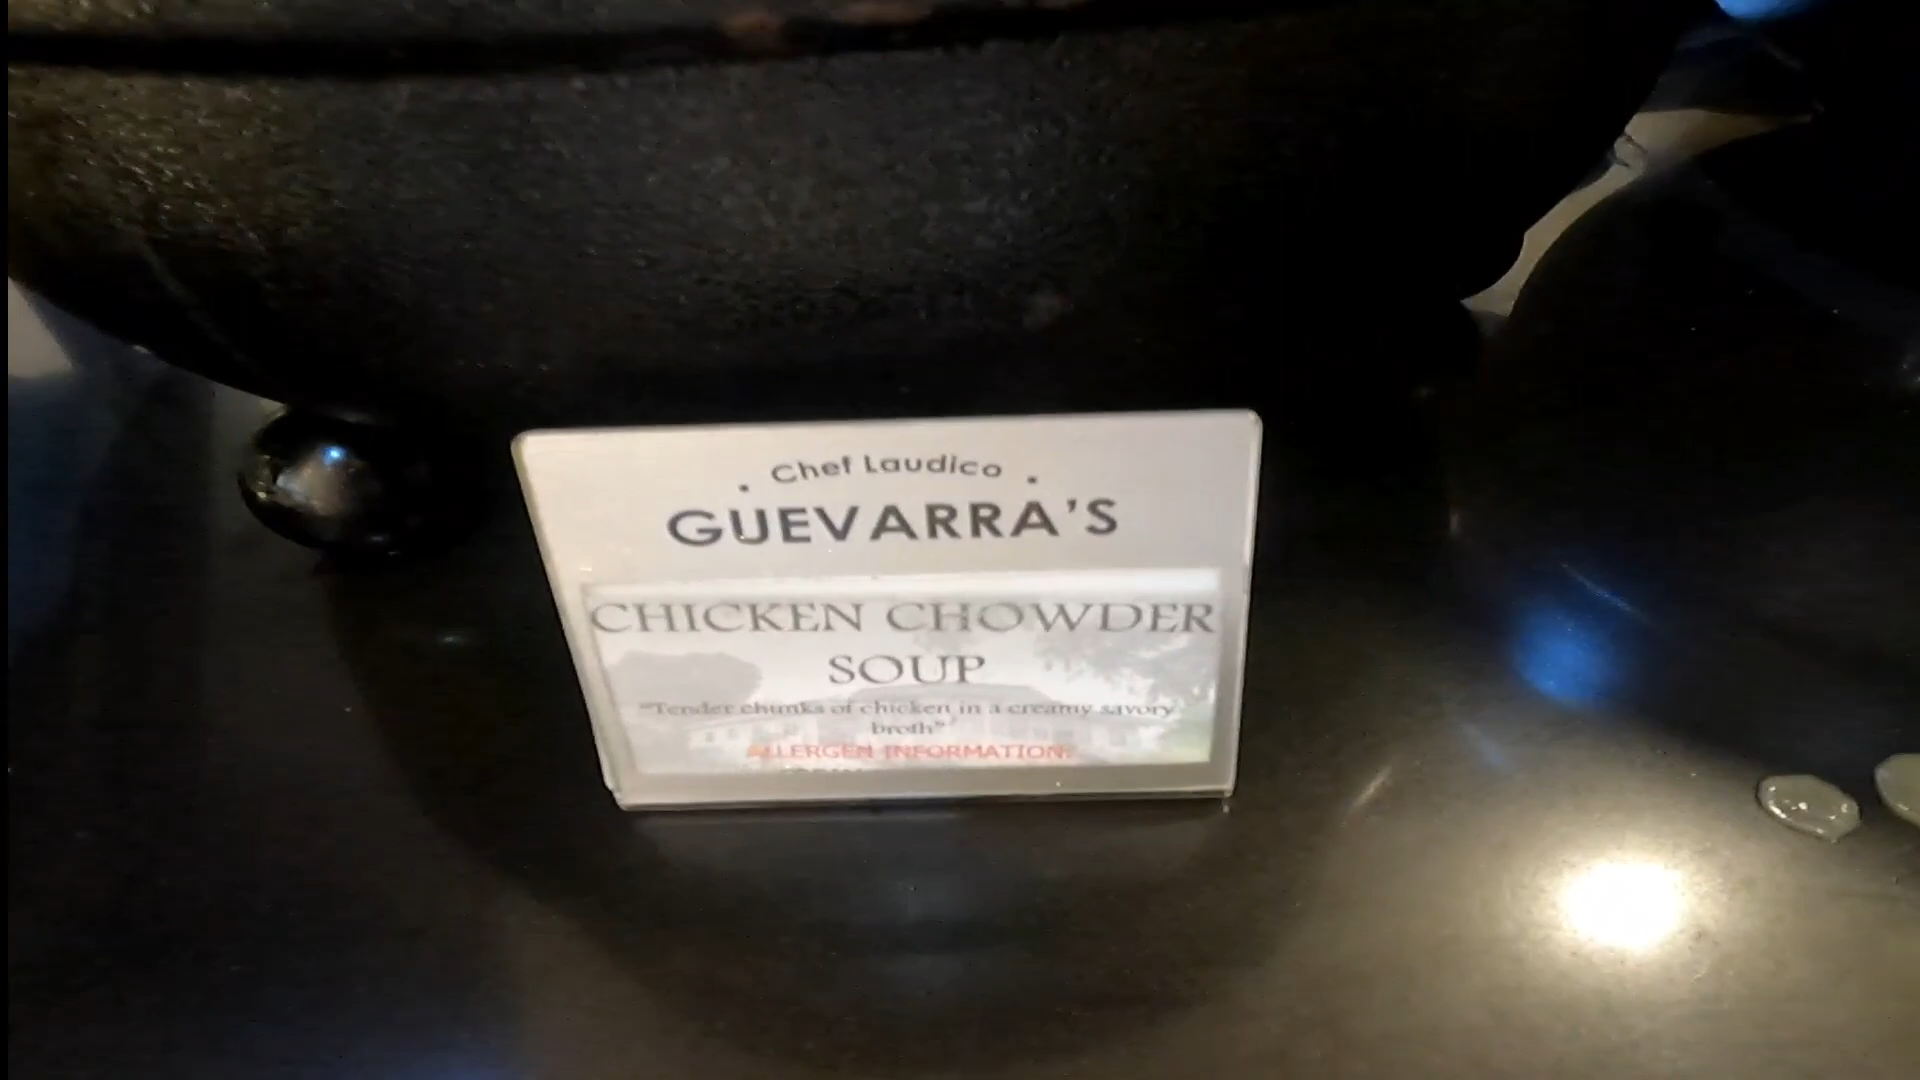 Chef Laudico
GUEVARRA'S
CHICKEN CHOWDER
SOUP
"Tender chunks of chicken in a creamy savory
broth"
ALLERGEN INFORMATION: